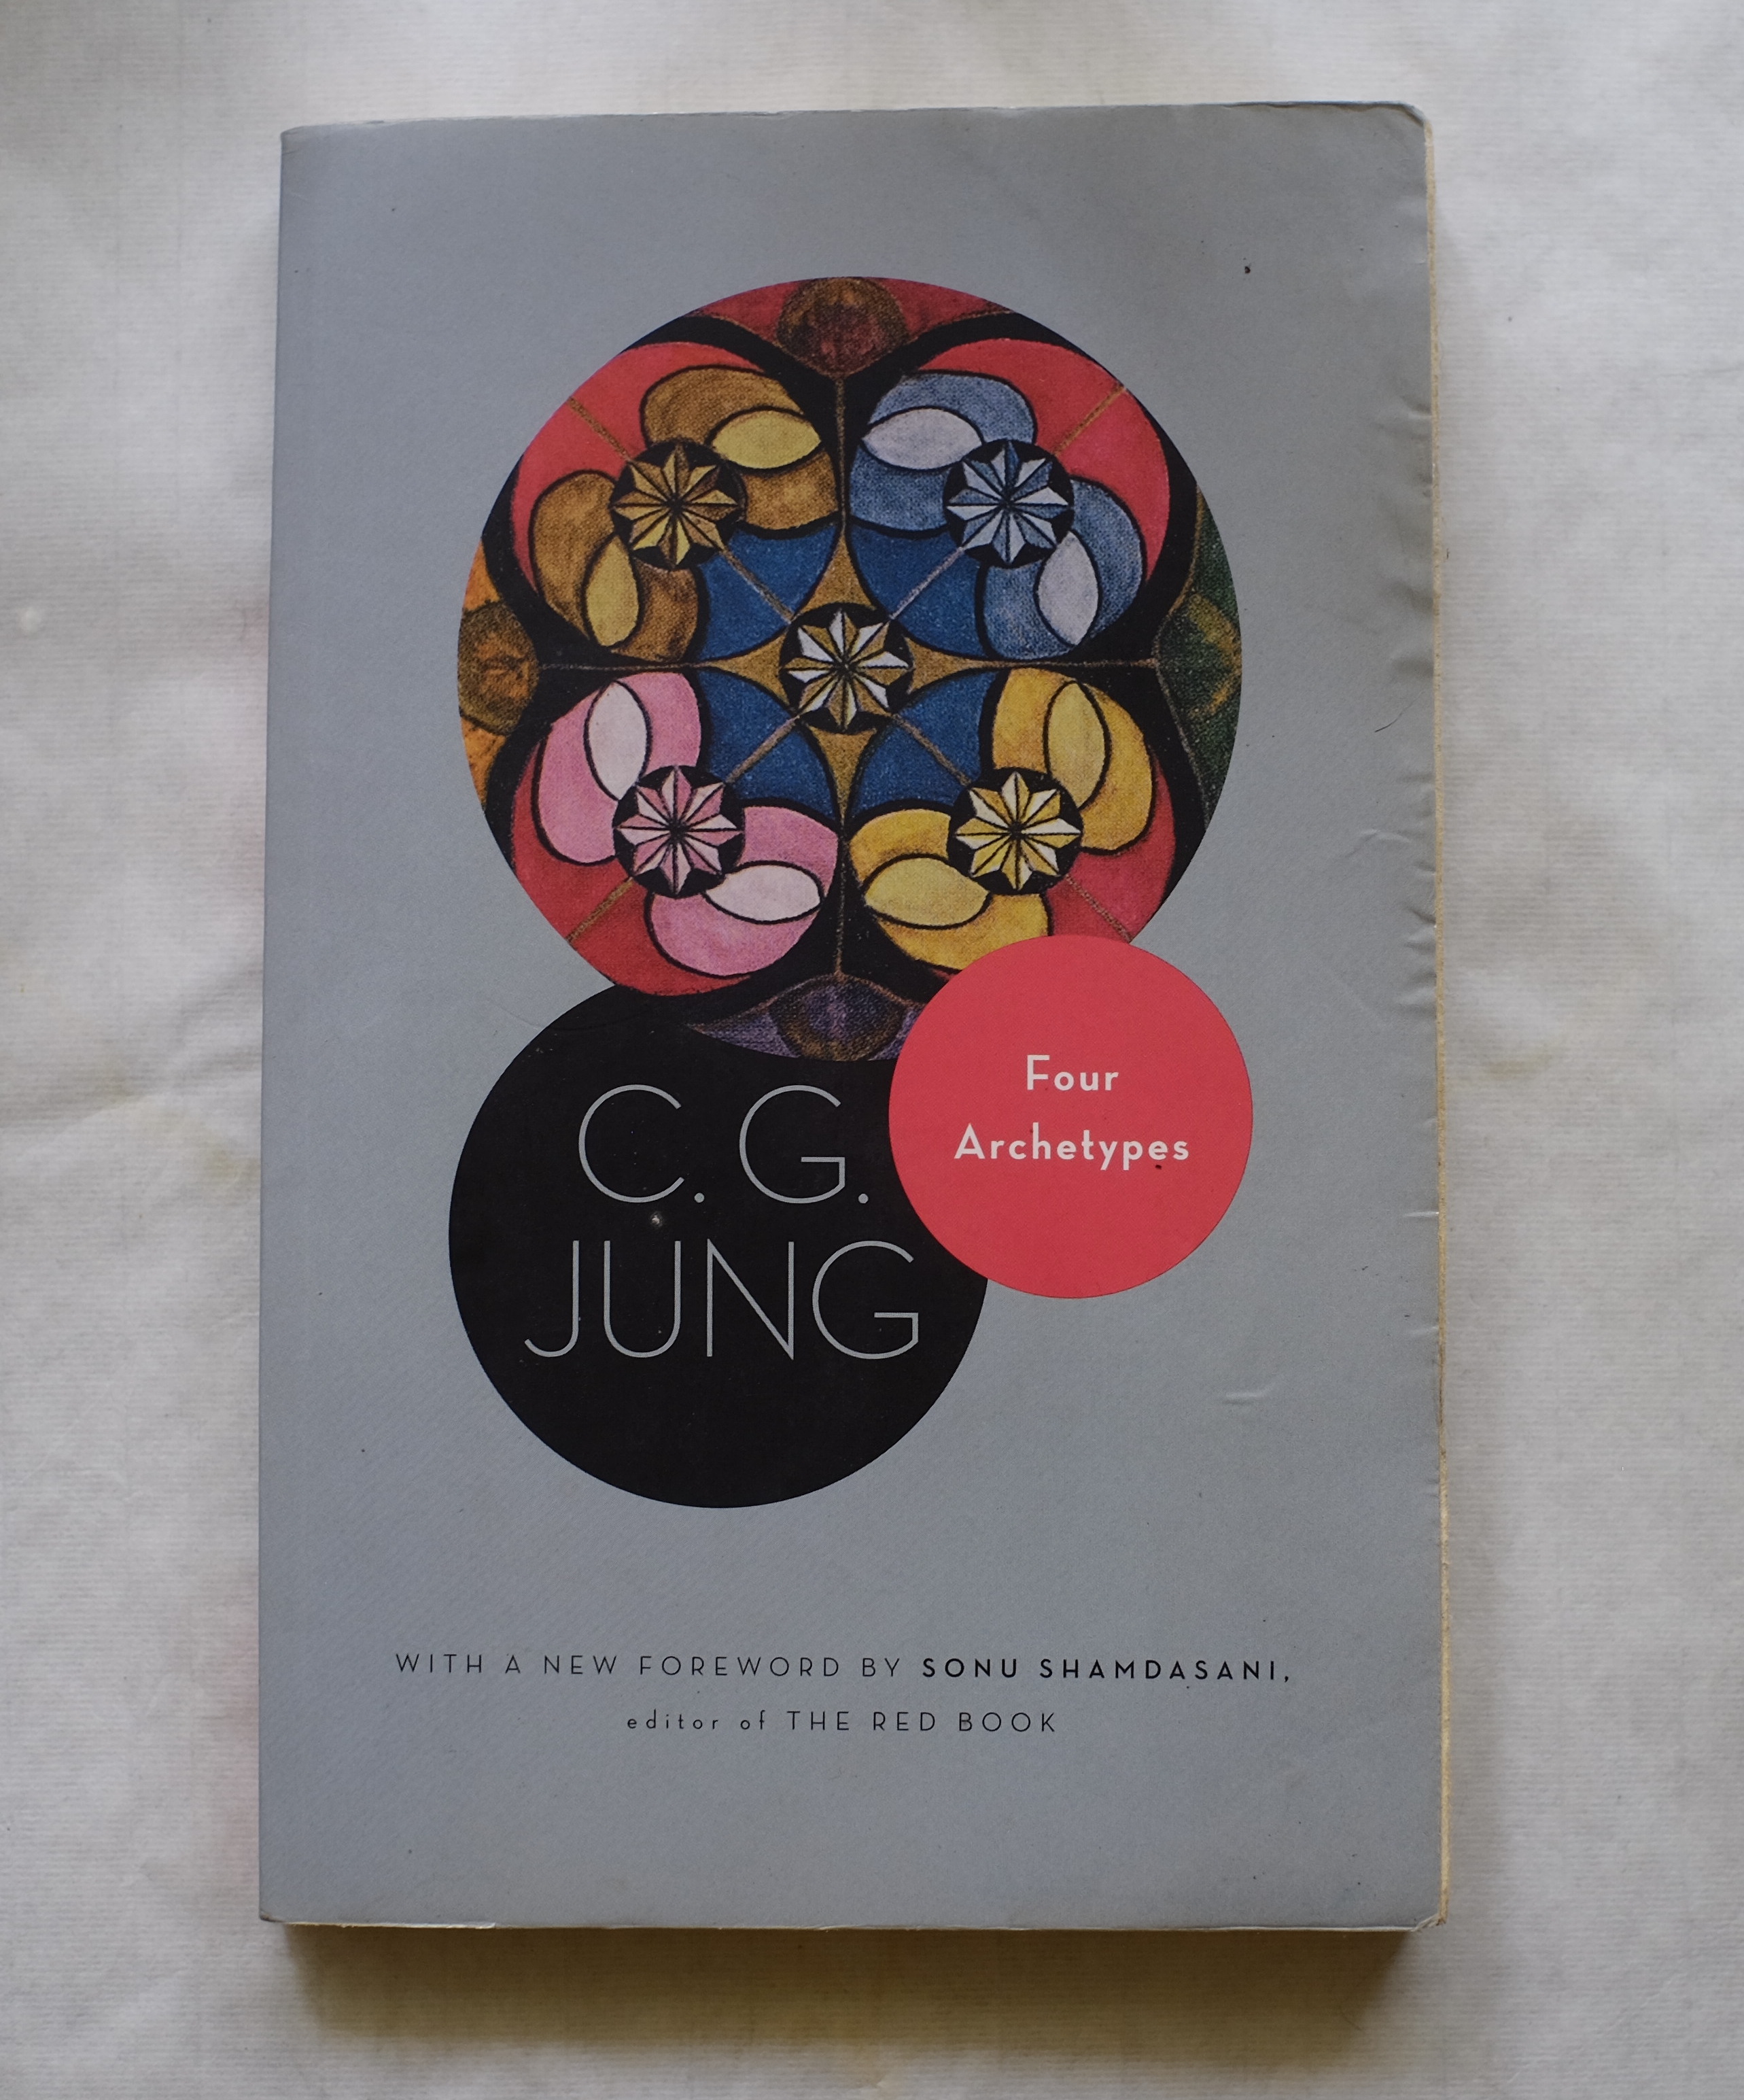 Four
Archetypes
C. G.
JUNG
WITH A NEW FOREWORD BY SONU SHAMDASANI,
editor of THE RED BOOK